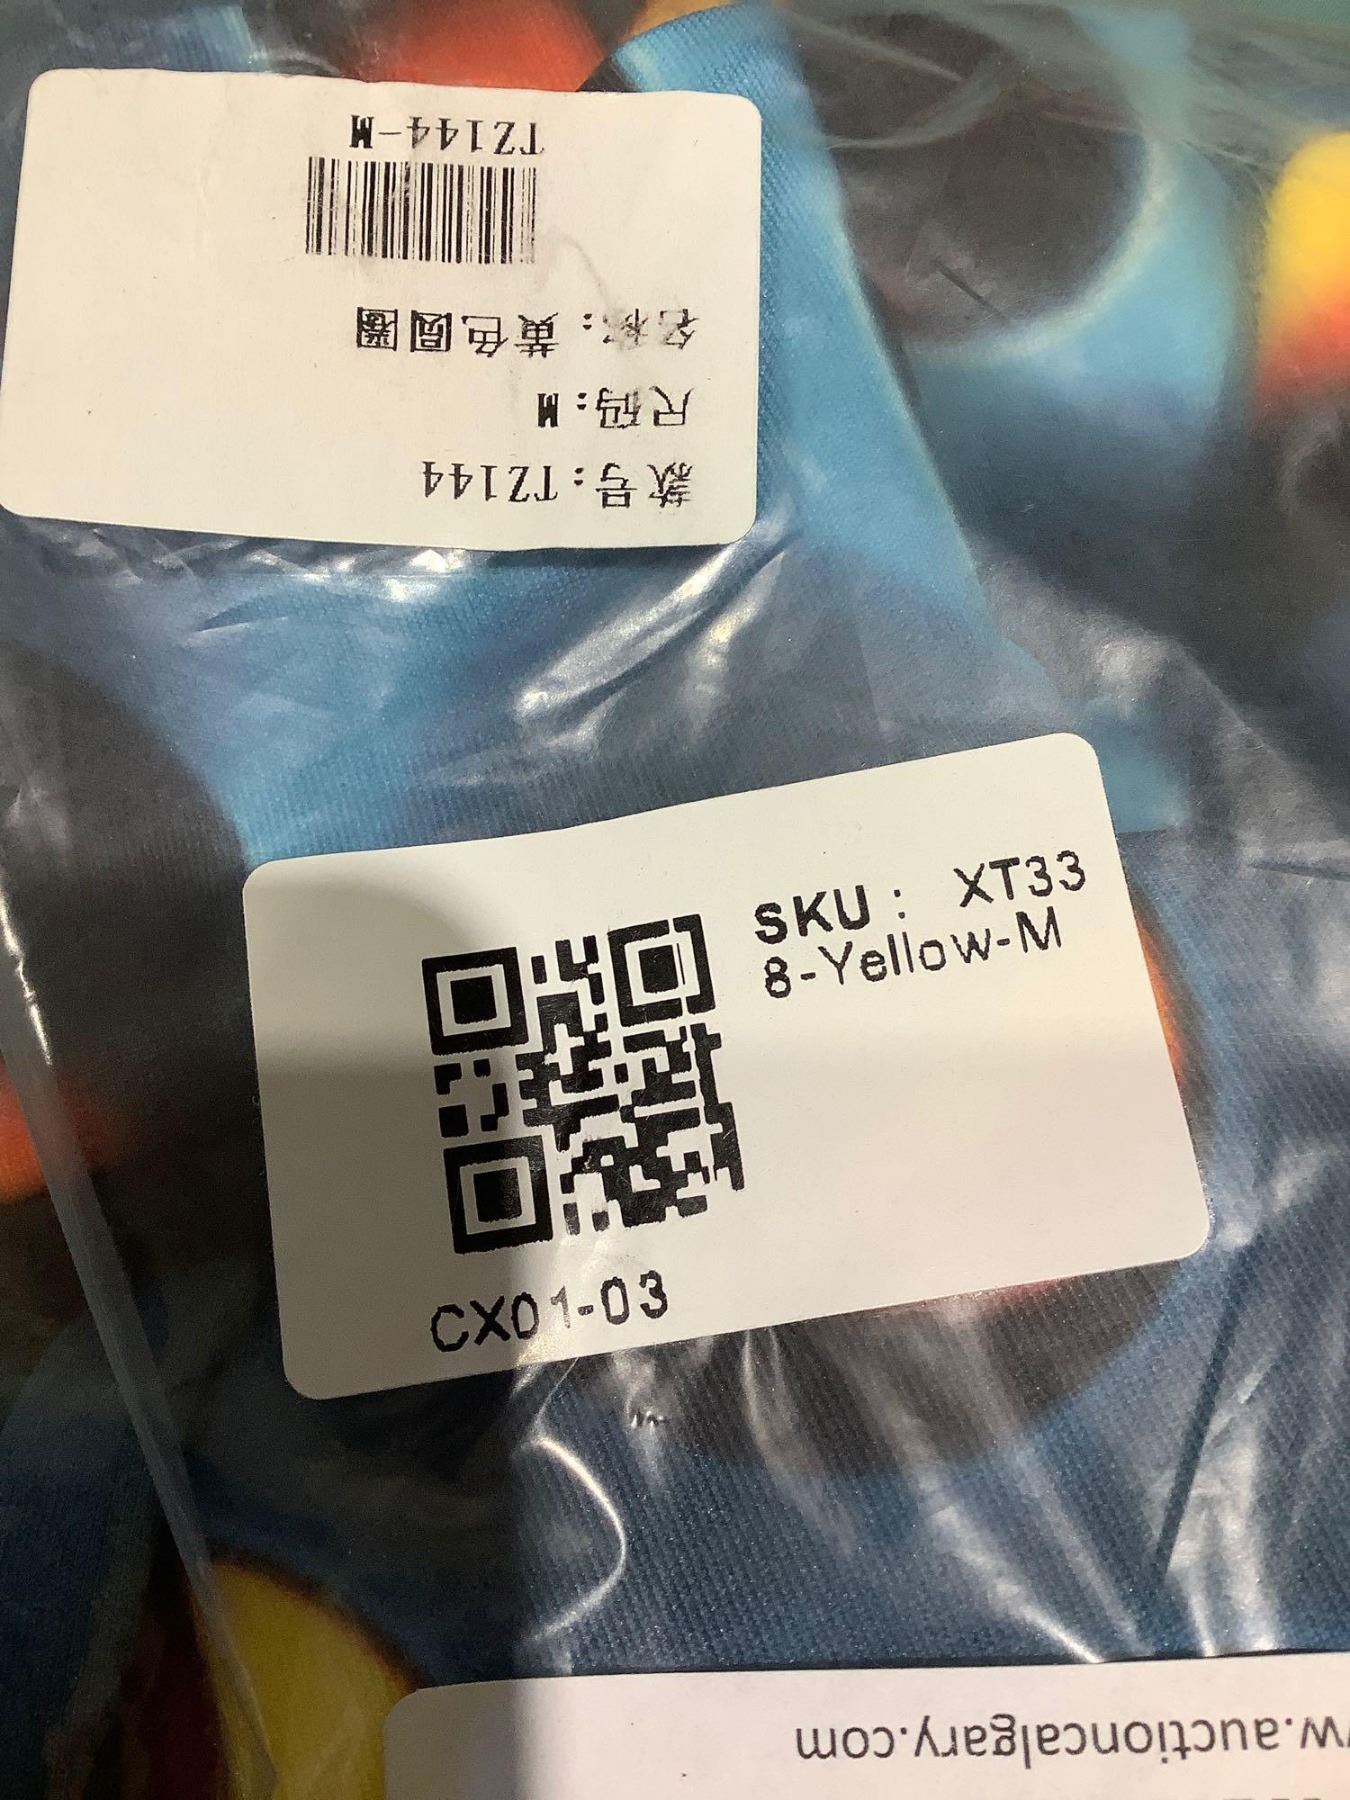 款号:TZ144
尺码:M
名称:黄色圆圈
TZ144-M
SKU: XT33
8-Yellow-M
CX01-03
w.auctioncalgary.com